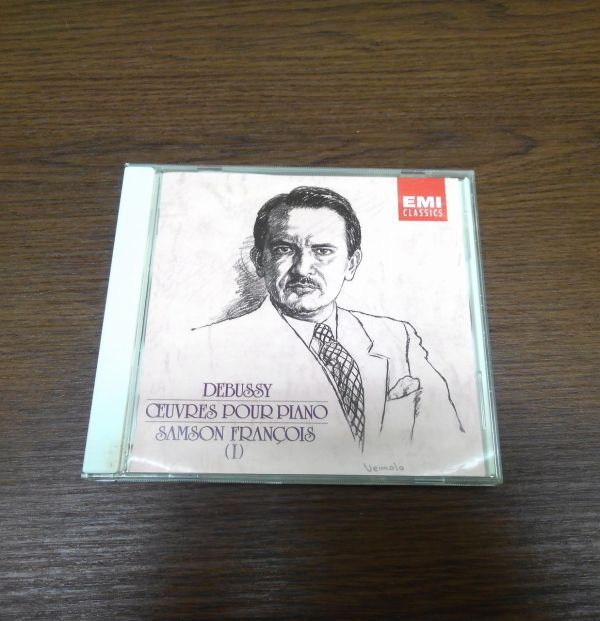 EMI
CLASSICS
DEBUSSY
ŒUVRES POUR PIANO
SAMSON FRANÇOIS
(I)